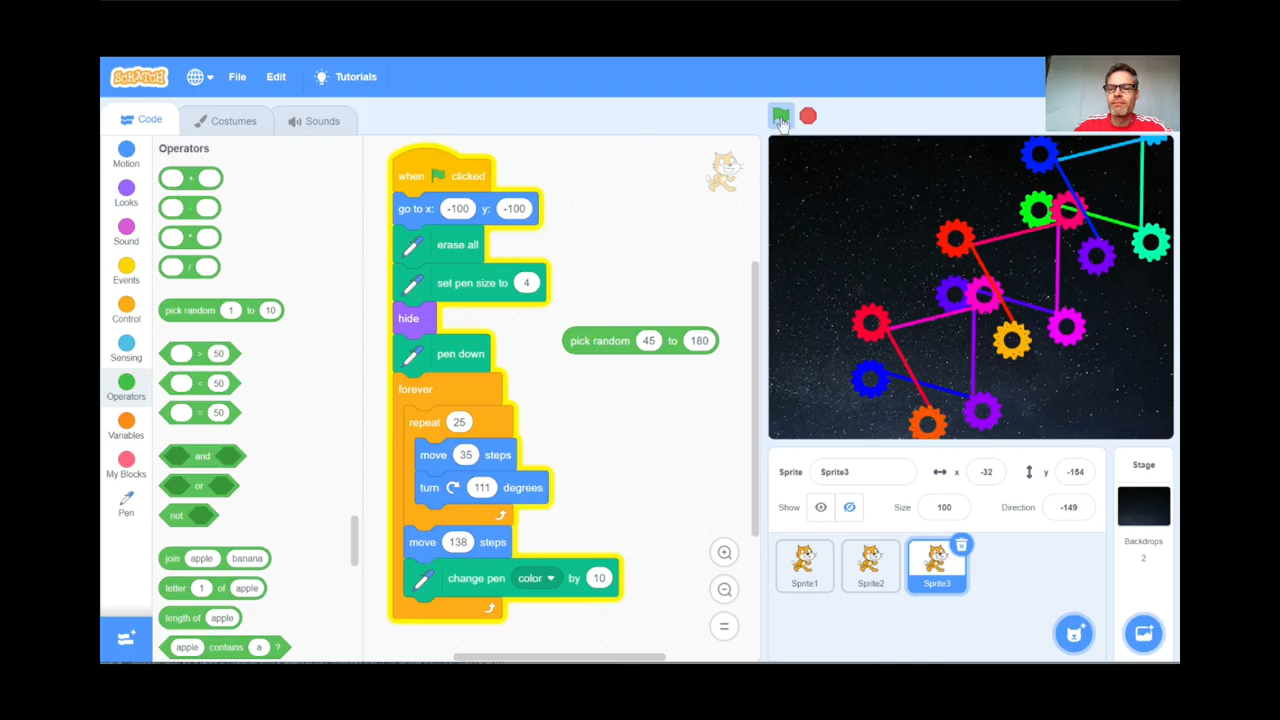 SCRATCH
File Edit Tutorials
Code Costumes Sounds
Motion
Looks
Sound
Events
Control
Sensing
Operators
Variables
My Blocks
Pen
Operators
+
-
*
/
pick random 1 to 10
> 50
< 50
= 50
and
or
not
join apple banana
letter 1 of apple
length of apple
apple contains a ?
when clicked
go to x: -100 y: -100
erase all
set pen size to 4
hide
pen down
forever
repeat 25
move 35 steps
turn 111 degrees
move 138 steps
change pen color by 10
pick random 45 to 180
Sprite Sprite3 x -32 y -154
Show Size 100 Direction -149
Sprite1
Sprite2
Sprite3
Stage
Backdrops
2